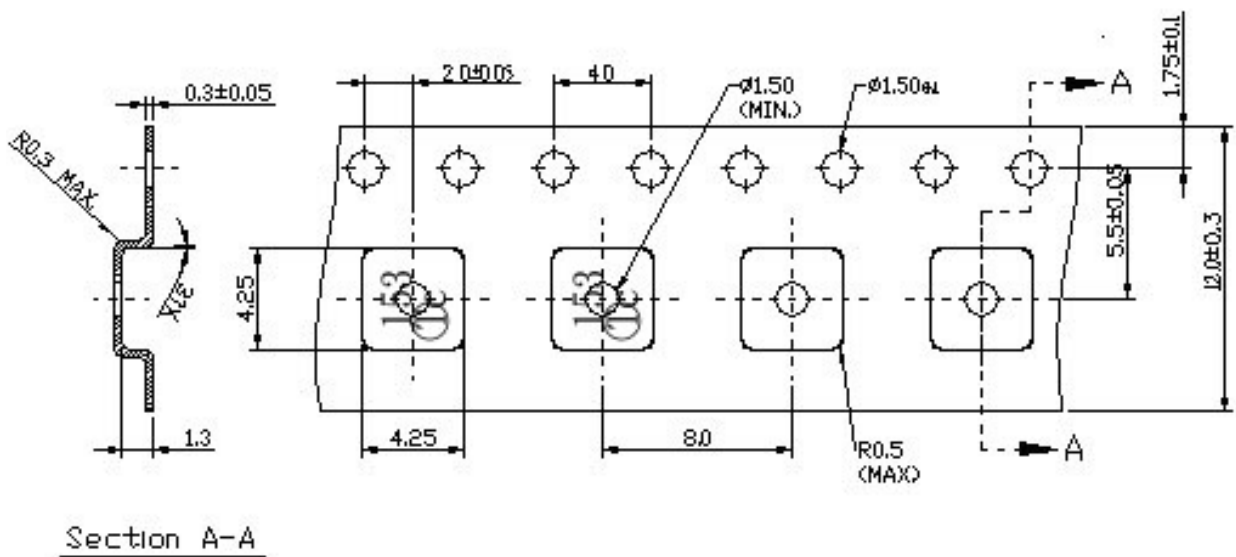 2.0±0.05
4.0
Ø1.50
(MIN.)
Ø1.50
A
1.75±0.1
0.3±0.05
R0.3 MAX.
5.5±0.05
12.0±0.3
4.25
153
C
153
C
1.3
4.25
8.0
R0.5
(MAX)
A
Section A-A